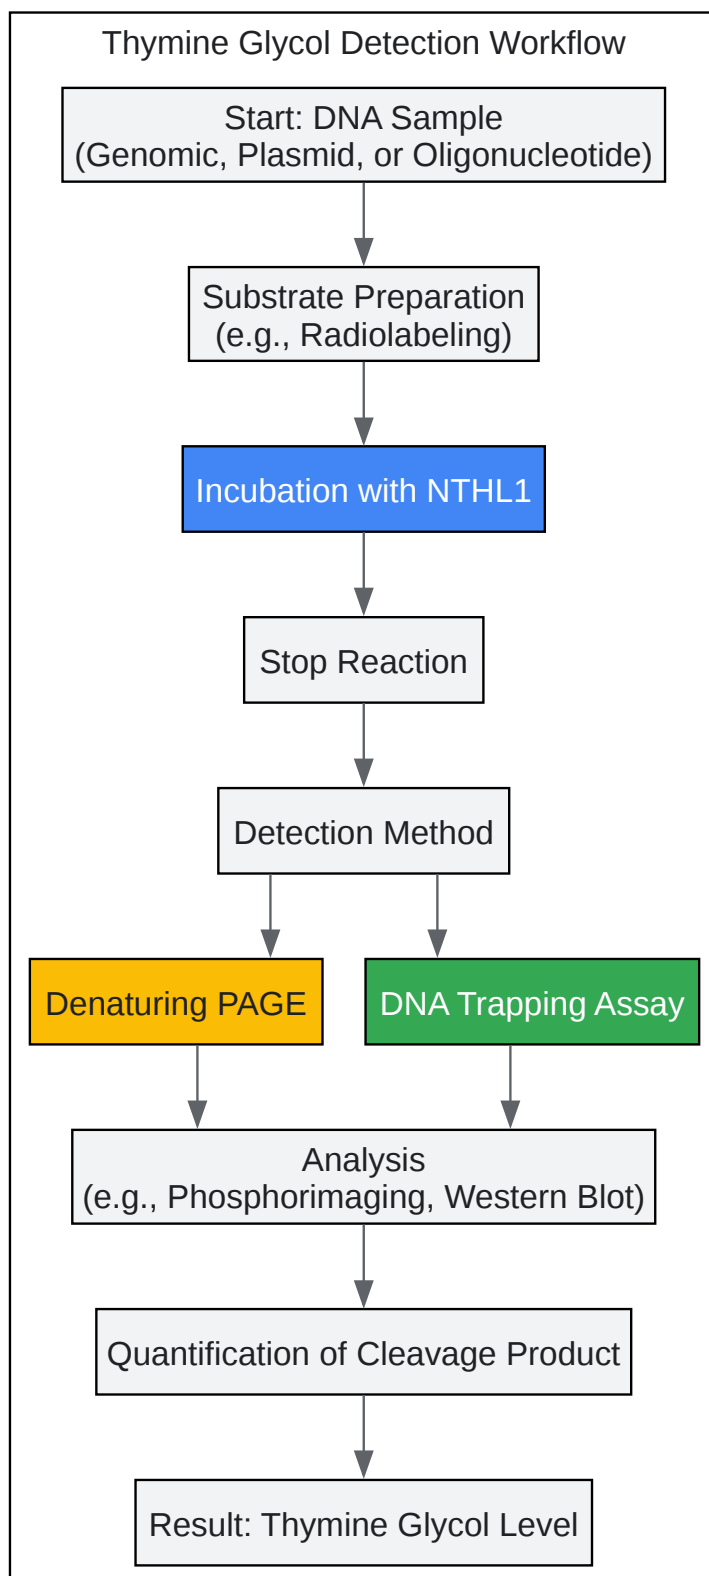 Thymine Glycol Detection Workflow
Start: DNA Sample
(Genomic, Plasmid, or Oligonucleotide)
Substrate Preparation
(e.g., Radiolabeling)
Incubation with NTHL1
Stop Reaction
Detection Method
Denaturing PAGE
DNA Trapping Assay
Analysis
(e.g., Phosphorimaging, Western Blot)
Quantification of Cleavage Product
Result: Thymine Glycol Level